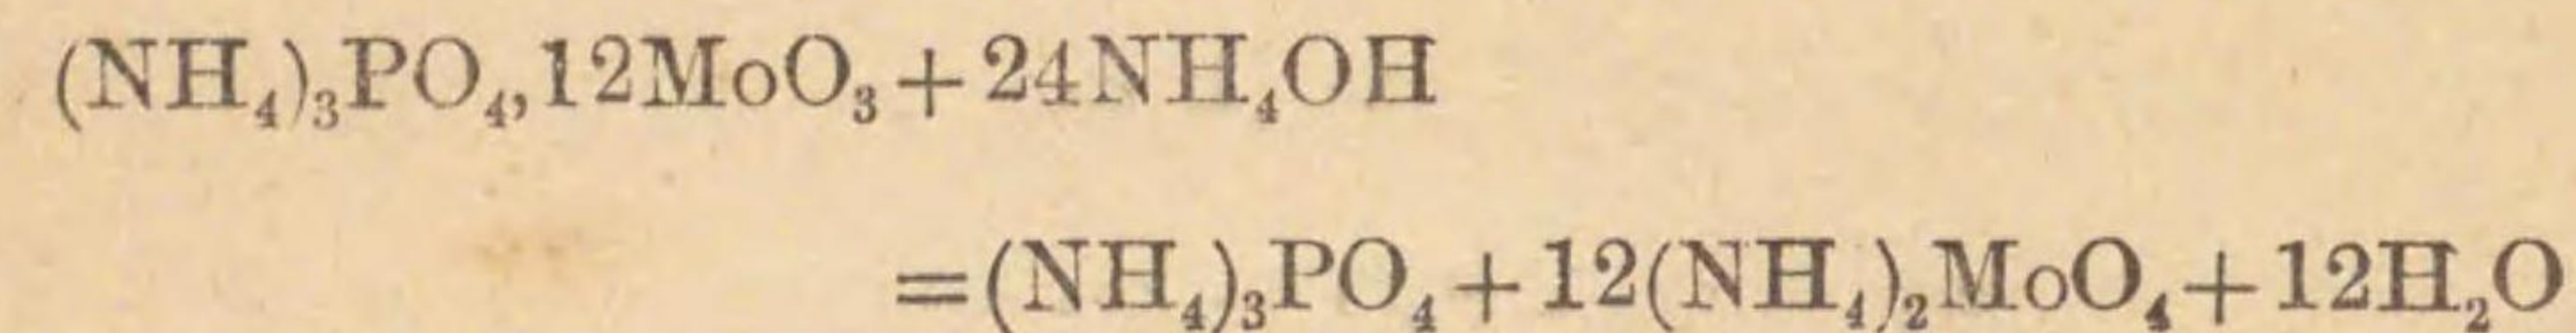 (NH₄)₃PO₄,12MoO₃+24NH₄OH
=(NH₄)₃PO₄+12(NH₄)₂MoO₄+12H₂O